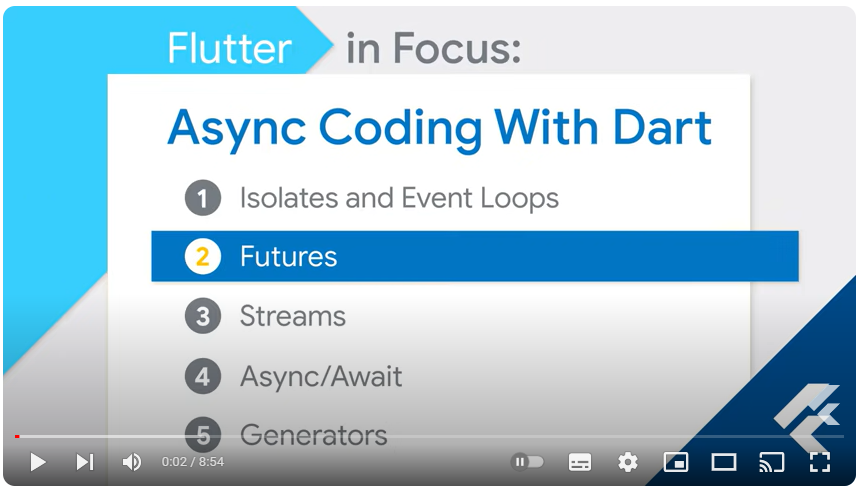 Flutter in Focus:
Async Coding With Dart
1 Isolates and Event Loops
2 Futures
3 Streams
4 Async/Await
5 Generators
0:02 / 8:54